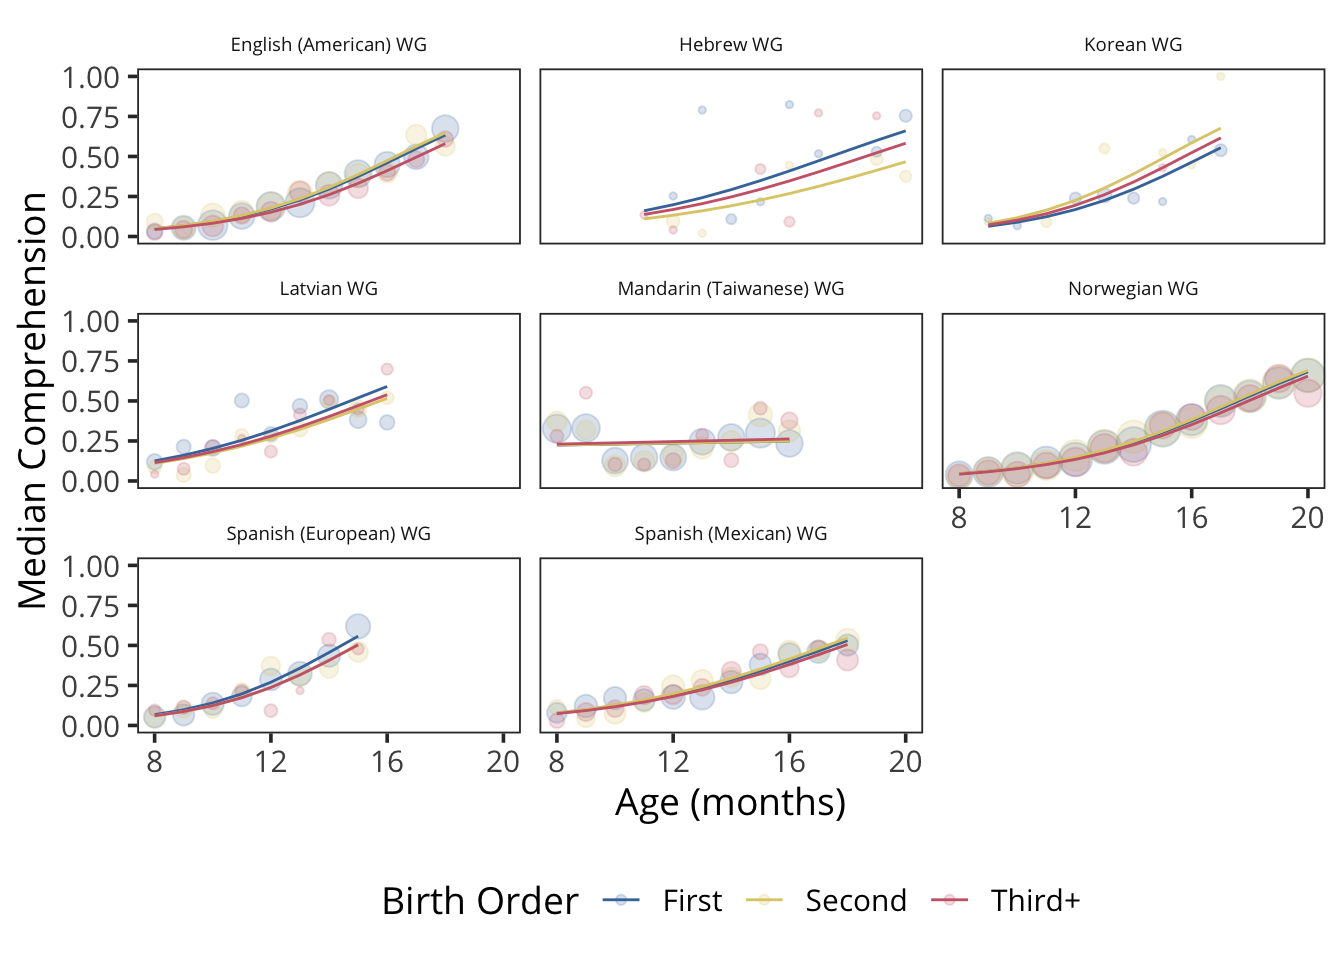 English (American) WG
Hebrew WG
Korean WG
1.00
0.75
0.50
0.25
0.00
Latvian WG
Mandarin (Taiwanese) WG
Norwegian WG
1.00
0.75
0.50
0.25
0.00
8 12 16 20
Spanish (European) WG
Spanish (Mexican) WG
1.00
0.75
0.50
0.25
0.00
8 12 16 20
8 12 16 20
Median Comprehension
Age (months)
Birth Order First Second Third+